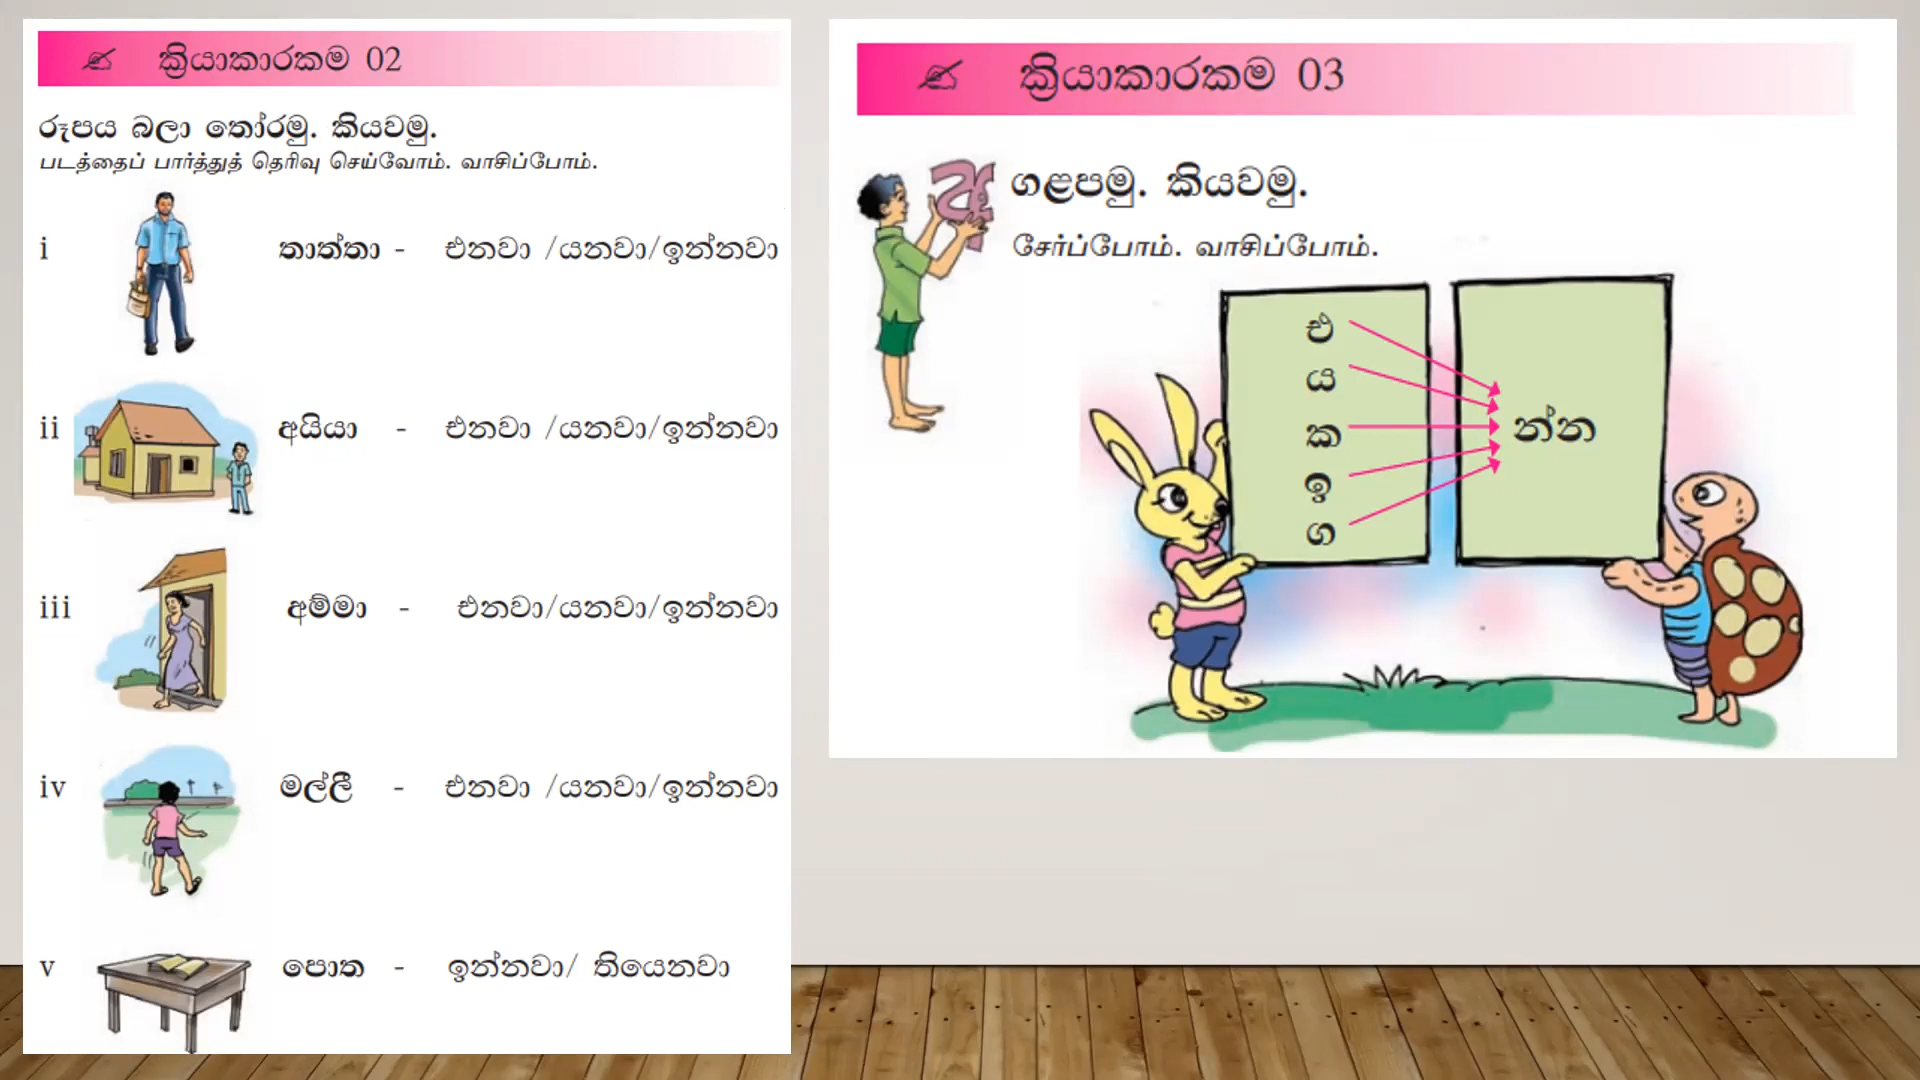 ක්‍රියාකාරකම 02
රූපය බලා තෝරමු. කියවමු.
படத்தைப் பார்த்துத் தெரிவு செய்வோம். வாசிப்போம்.
i තාත්තා - එනවා /යනවා/ඉන්නවා
ii අයියා - එනවා /යනවා/ඉන්නවා
iii අම්මා - එනවා/යනවා/ඉන්නවා
iv මල්ලී - එනවා /යනවා/ඉන්නවා
v පොත - ඉන්නවා/ තියෙනවා
ක්‍රියාකාරකම 03
අ
ගළපමු. කියවමු.
சேர்ப்போம். வாசிப்போம்.
එ
ය
ක
ඉ
ග
න්න